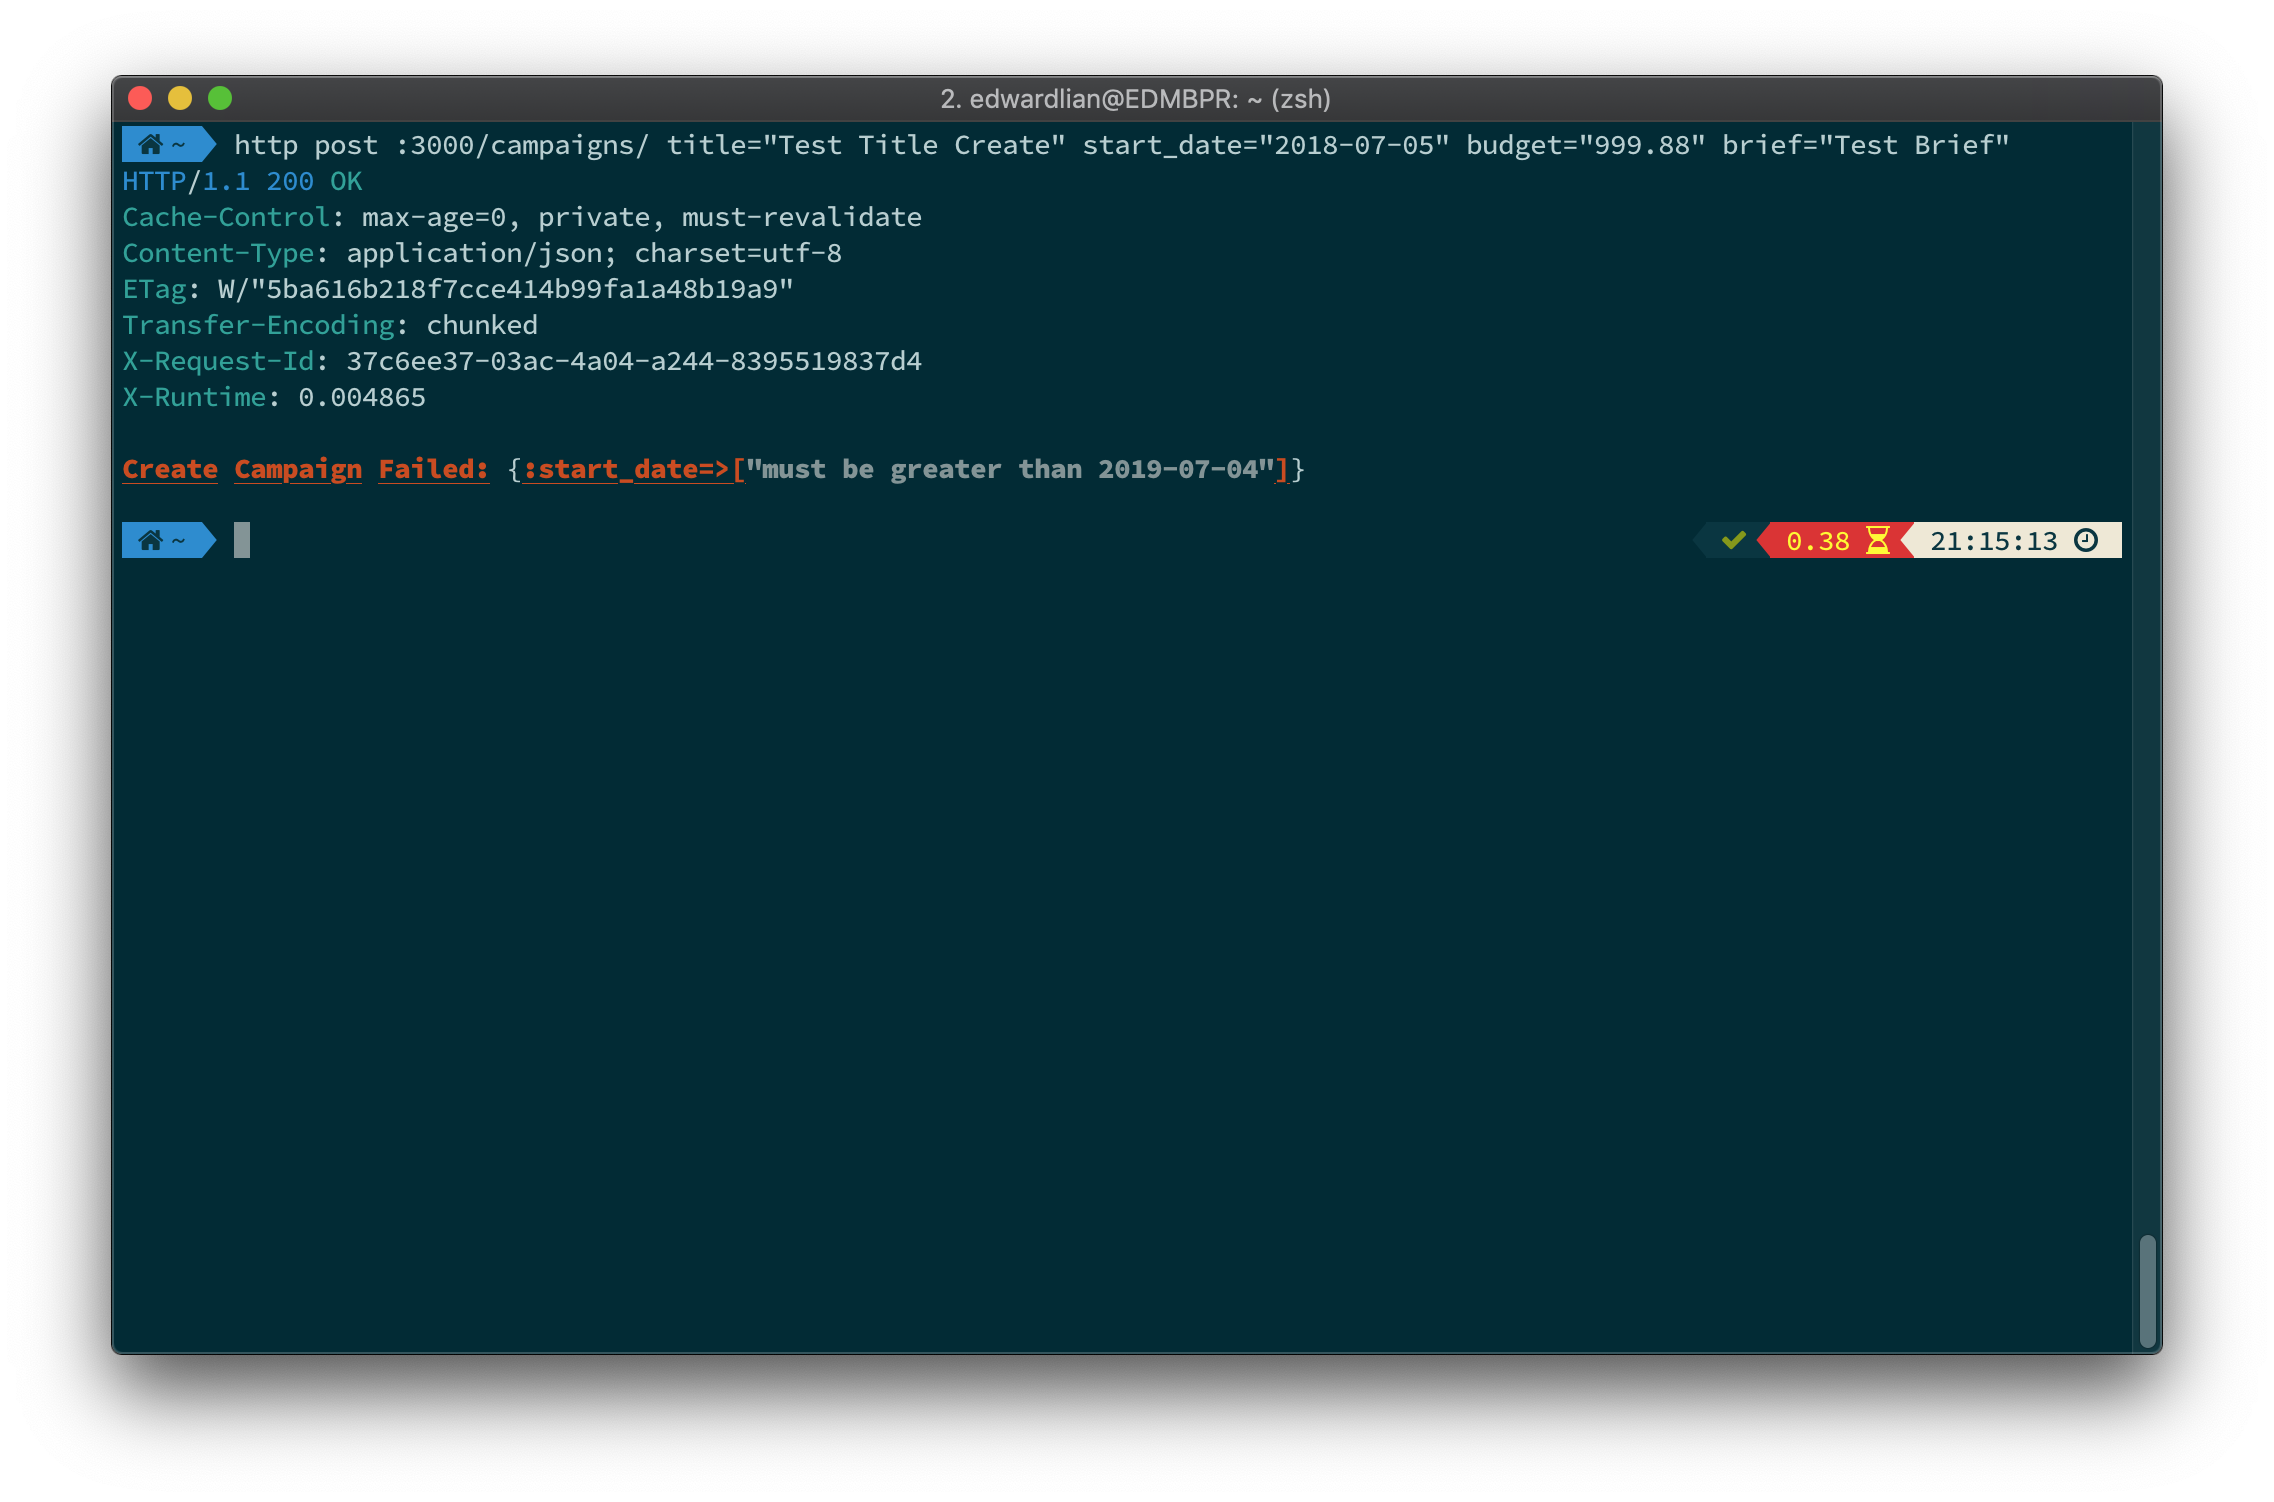 2. edwardlian@EDMBPR: ~ (zsh)
~ http post :3000/campaigns/ title="Test Title Create" start_date="2018-07-05" budget="999.88" brief="Test Brief"
HTTP/1.1 200 OK
Cache-Control: max-age=0, private, must-revalidate
Content-Type: application/json; charset=utf-8
ETag: W/"5ba616b218f7cce414b99fa1a48b19a9"
Transfer-Encoding: chunked
X-Request-Id: 37c6ee37-03ac-4a04-a244-8395519837d4
X-Runtime: 0.004865
Create Campaign Failed: {:start_date=>["must be greater than 2019-07-04"]}
~ 0.38 21:15:13